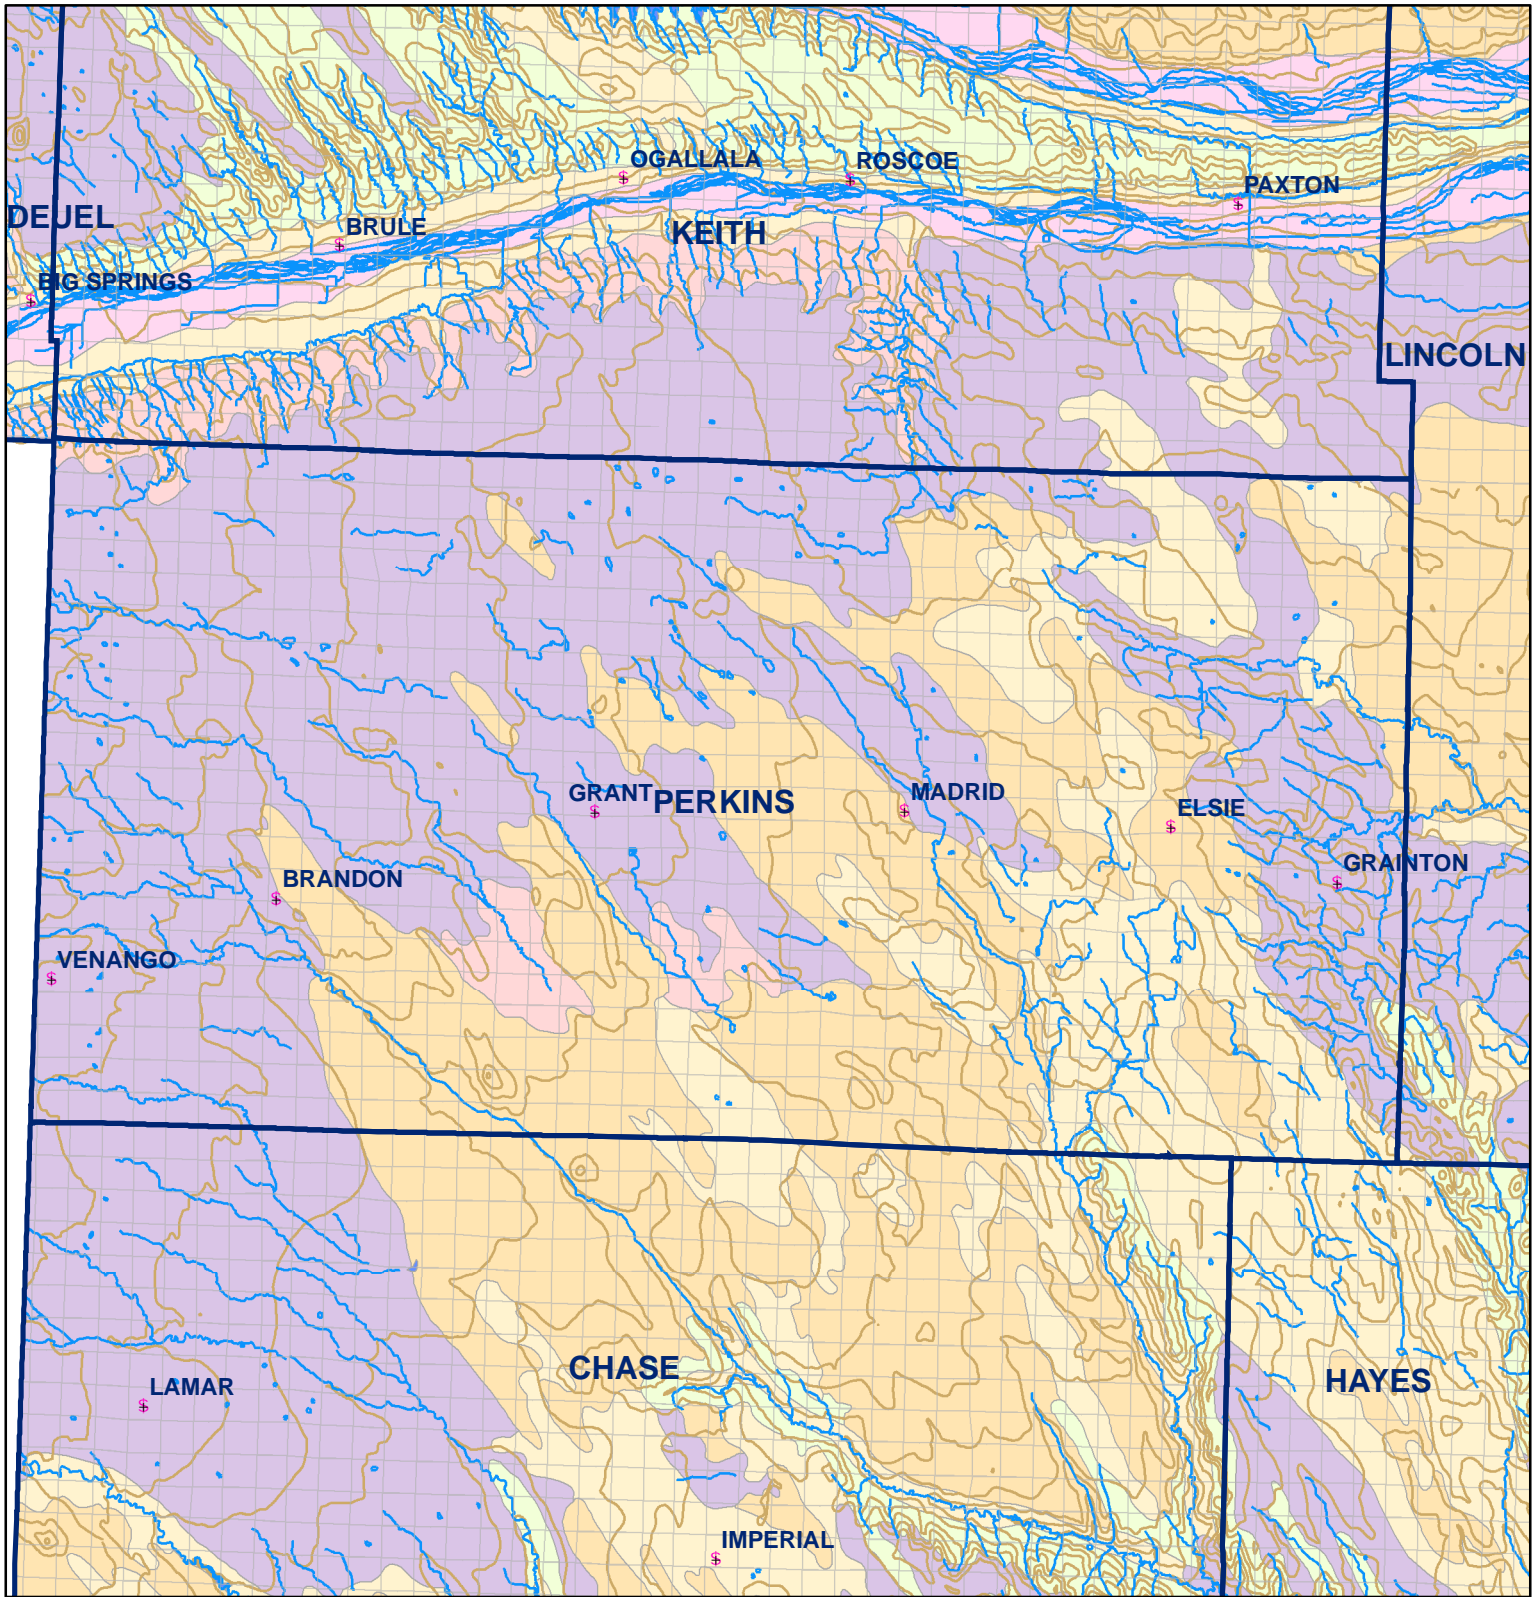 OGALLALA
ROSCOE
PAXTON
DEUEL
BRULE
KEITH
BIG SPRINGS
LINCOLN
GRANT
PERKINS
MADRID
ELSIE
GRAINTON
BRANDON
VENANGO
CHASE
HAYES
LAMAR
IMPERIAL